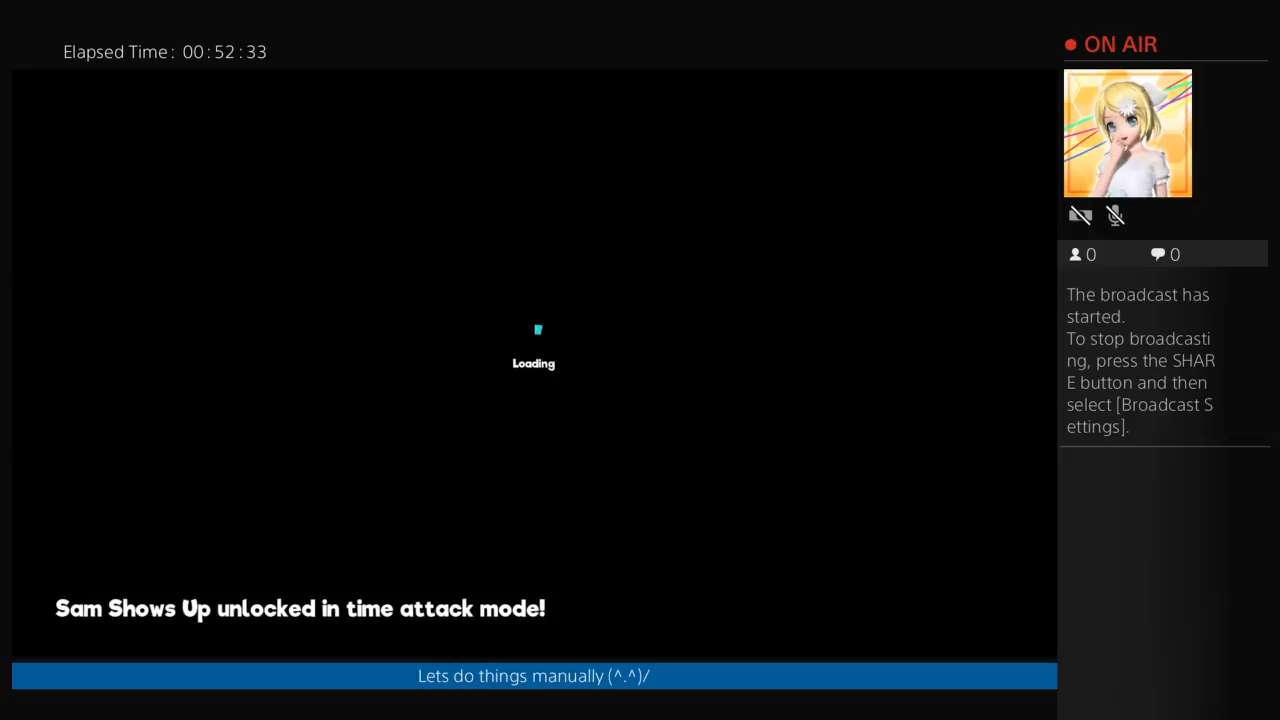 Elapsed Time: 00:52:33
ON AIR
0 0
The broadcast has
started.
To stop broadcasti
ng, press the SHAR
E button and then
select [Broadcast S
ettings].
Loading
Sam Shows Up unlocked in time attack mode!
Lets do things manually (^.^)/